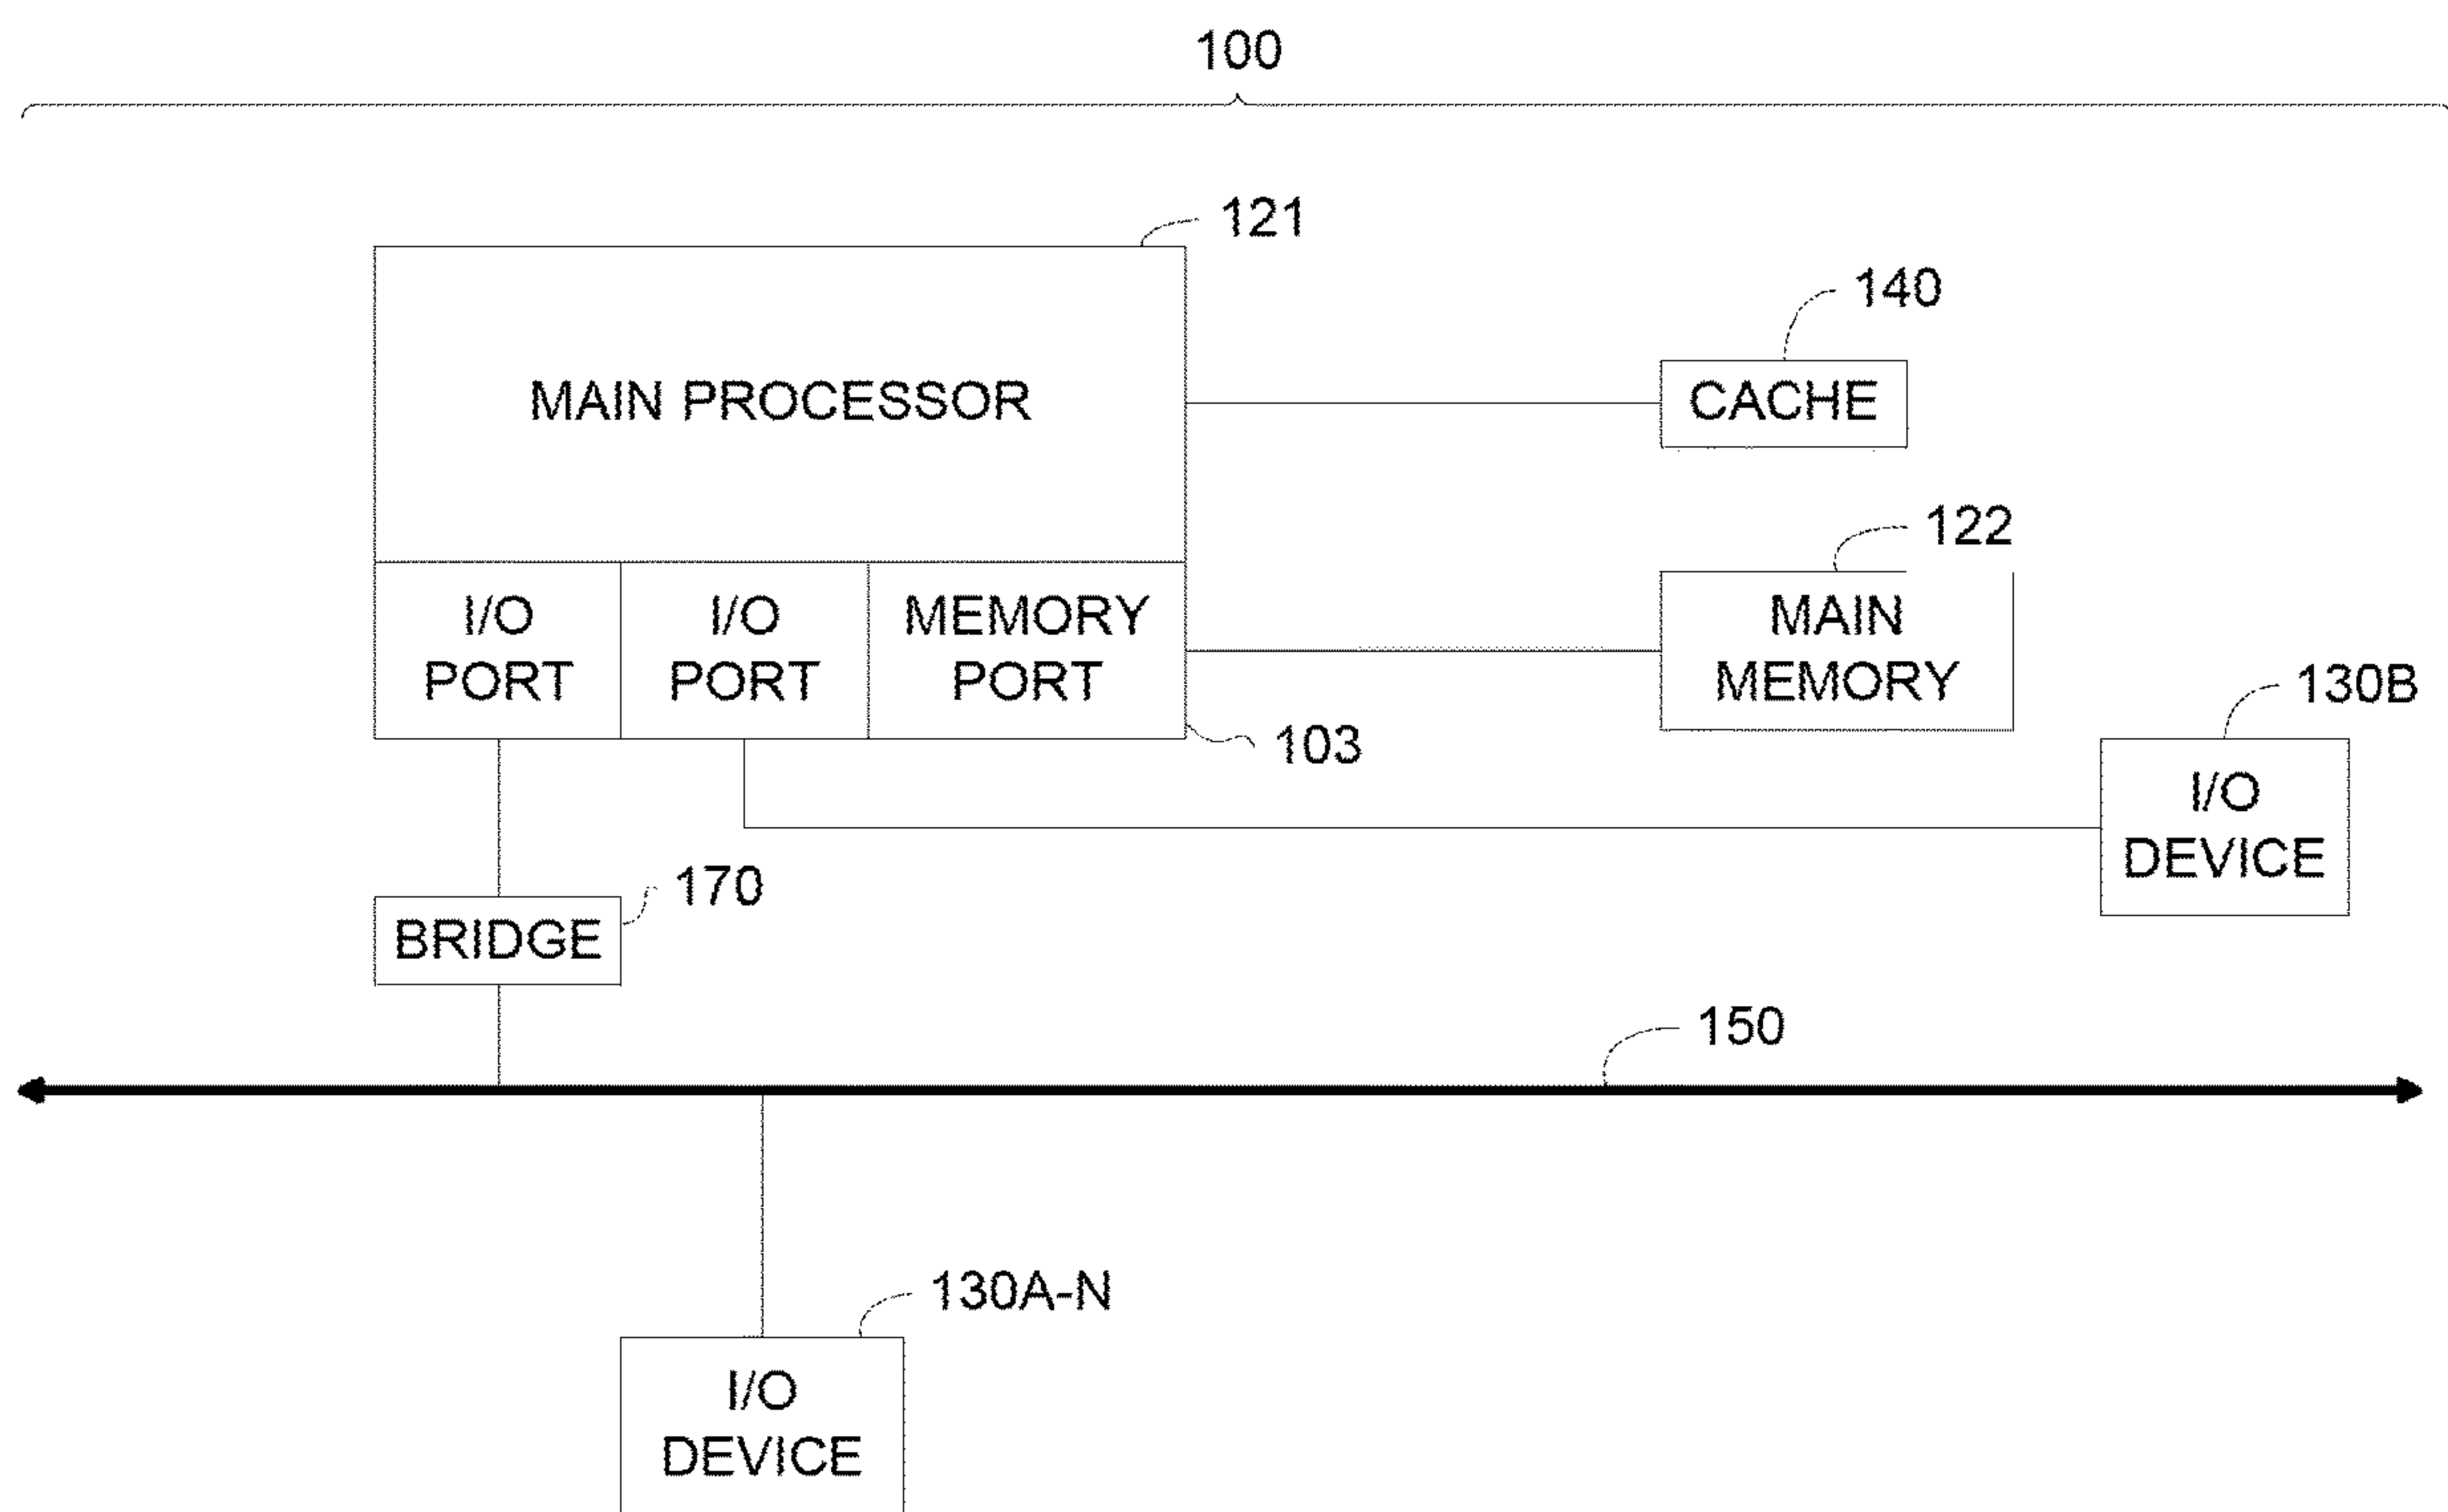 100
121
140
MAIN PROCESSOR
CACHE
122
I/O
PORT
I/O
PORT
MEMORY
PORT
MAIN
MEMORY
130B
103
I/O
DEVICE
170
BRIDGE
150
130A-N
I/O
DEVICE